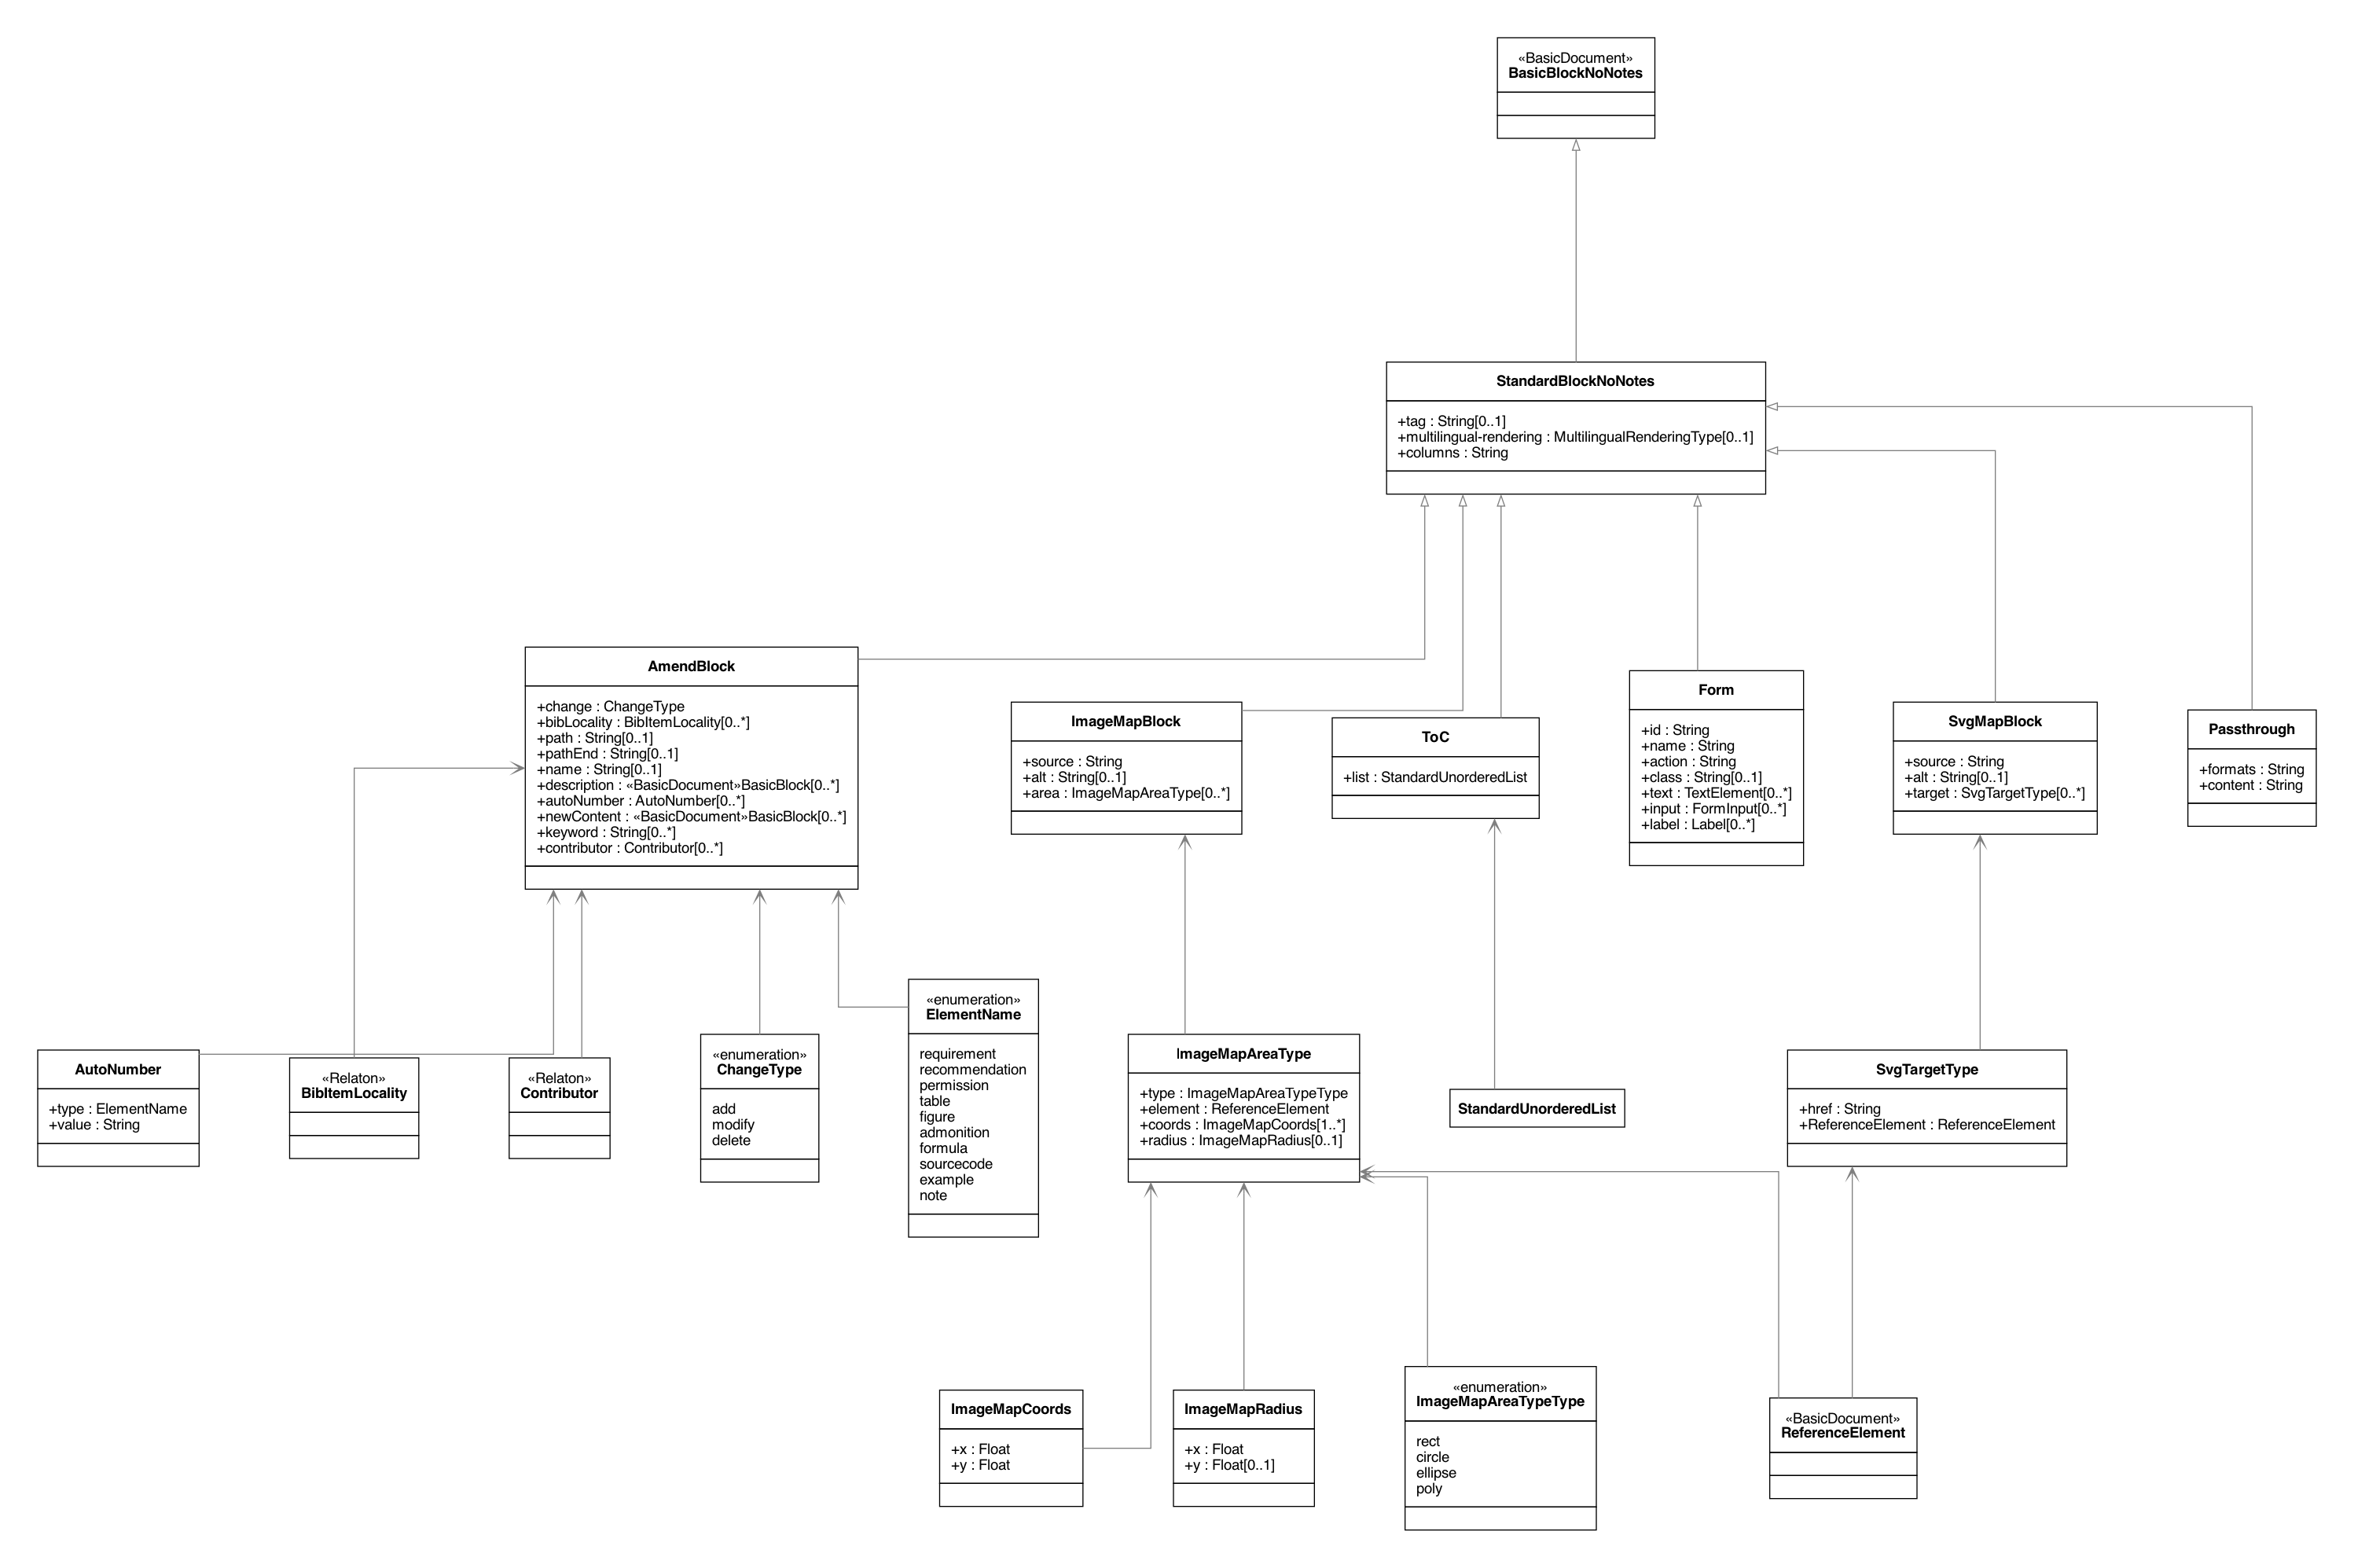 «BasicDocument»
BasicBlockNoNotes
StandardBlockNoNotes
+tag : String[0..1]
+multilingual-rendering : MultilingualRenderingType[0..1]
+columns : String
AmendBlock
+change : ChangeType
+bibLocality : BibItemLocality[0..*]
+path : String[0..1]
+pathEnd : String[0..1]
+name : String[0..1]
+description : «BasicDocument»BasicBlock[0..*]
+autoNumber : AutoNumber[0..*]
+newContent : «BasicDocument»BasicBlock[0..*]
+keyword : String[0..*]
+contributor : Contributor[0..*]
ImageMapBlock
+source : String
+alt : String[0..1]
+area : ImageMapAreaType[0..*]
ToC
+list : StandardUnorderedList
Form
+id : String
+name : String
+action : String
+class : String[0..1]
+text : TextElement[0..*]
+input : FormInput[0..*]
+label : Label[0..*]
SvgMapBlock
+source : String
+alt : String[0..1]
+target : SvgTargetType[0..*]
Passthrough
+formats : String
+content : String
AutoNumber
+type : ElementName
+value : String
«Relaton»
BibItemLocality
«Relaton»
Contributor
«enumeration»
ChangeType
add
modify
delete
«enumeration»
ElementName
requirement
recommendation
permission
table
figure
admonition
formula
sourcecode
example
note
ImageMapAreaType
+type : ImageMapAreaTypeType
+element : ReferenceElement
+coords : ImageMapCoords[1..*]
+radius : ImageMapRadius[0..1]
StandardUnorderedList
SvgTargetType
+href : String
+ReferenceElement : ReferenceElement
ImageMapCoords
+x : Float
+y : Float
ImageMapRadius
+x : Float
+y : Float[0..1]
«enumeration»
ImageMapAreaTypeType
rect
circle
ellipse
poly
«BasicDocument»
ReferenceElement